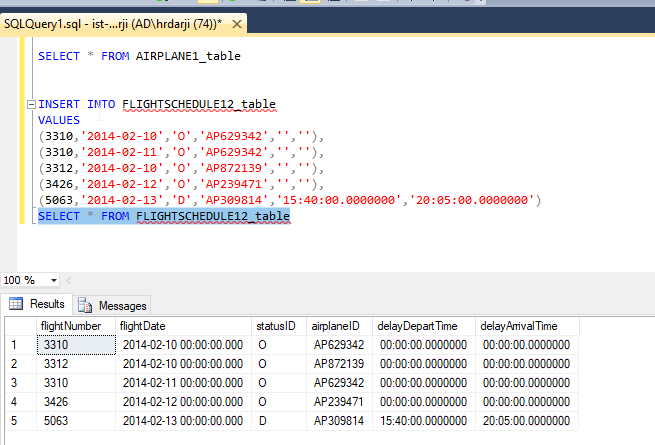 SQLQuery1.sql - ist-...rji (AD\hrdarji (74))* ×
SELECT * FROM AIRPLANE1_table
INSERT INTO FLIGHTSCHEDULE12_table
VALUES
(3310,'2014-02-10','O','AP629342','',''),
(3310,'2014-02-11','O','AP629342','',''),
(3312,'2014-02-10','O','AP872139','',''),
(3426,'2014-02-12','O','AP239471','',''),
(5063,'2014-02-13','D','AP309814','15:40:00.0000000','20:05:00.0000000')
SELECT * FROM FLIGHTSCHEDULE12_table
100 %
Results Messages
flightNumber flightDate statusID airplaneID delayDepartTime delayArrivalTime
1 3310 2014-02-10 00:00:00.000 O AP629342 00:00:00.0000000 00:00:00.0000000
2 3312 2014-02-10 00:00:00.000 O AP872139 00:00:00.0000000 00:00:00.0000000
3 3310 2014-02-11 00:00:00.000 O AP629342 00:00:00.0000000 00:00:00.0000000
4 3426 2014-02-12 00:00:00.000 O AP239471 00:00:00.0000000 00:00:00.0000000
5 5063 2014-02-13 00:00:00.000 D AP309814 15:40:00.0000000 20:05:00.0000000